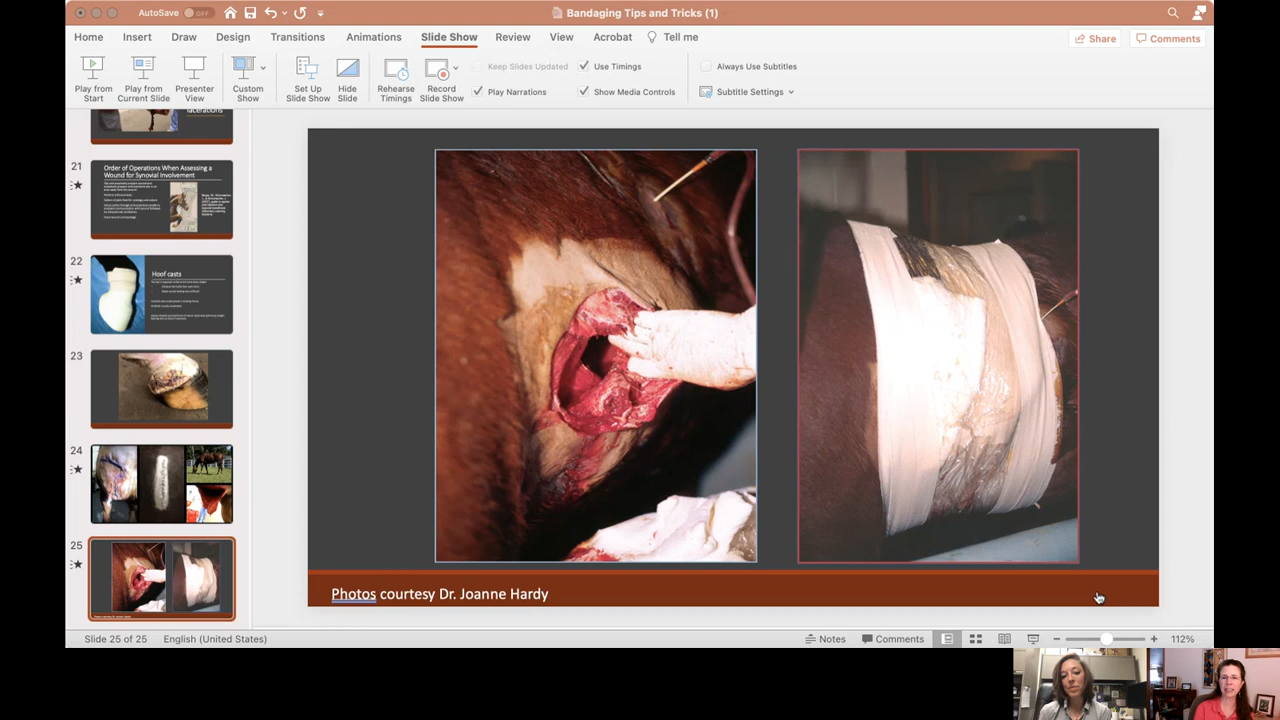 AutoSave OFF
Bandaging Tips and Tricks (1)
Home Insert Draw Design Transitions Animations Slide Show Review View Acrobat Tell me
Share Comments
Play from Start
Play from Current Slide
Presenter View
Custom Show
Set Up Slide Show
Hide Slide
Rehearse Timings
Record Slide Show
Keep Slides Updated
Play Narrations
Use Timings
Show Media Controls
Always Use Subtitles
Subtitle Settings
lacerations
21
Order of Operations When Assessing a
Wound for Synovial Involvement
22
Hoof casts
23
24
25
Photos courtesy Dr. Joanne Hardy
Slide 25 of 25 English (United States)
Notes Comments 112%